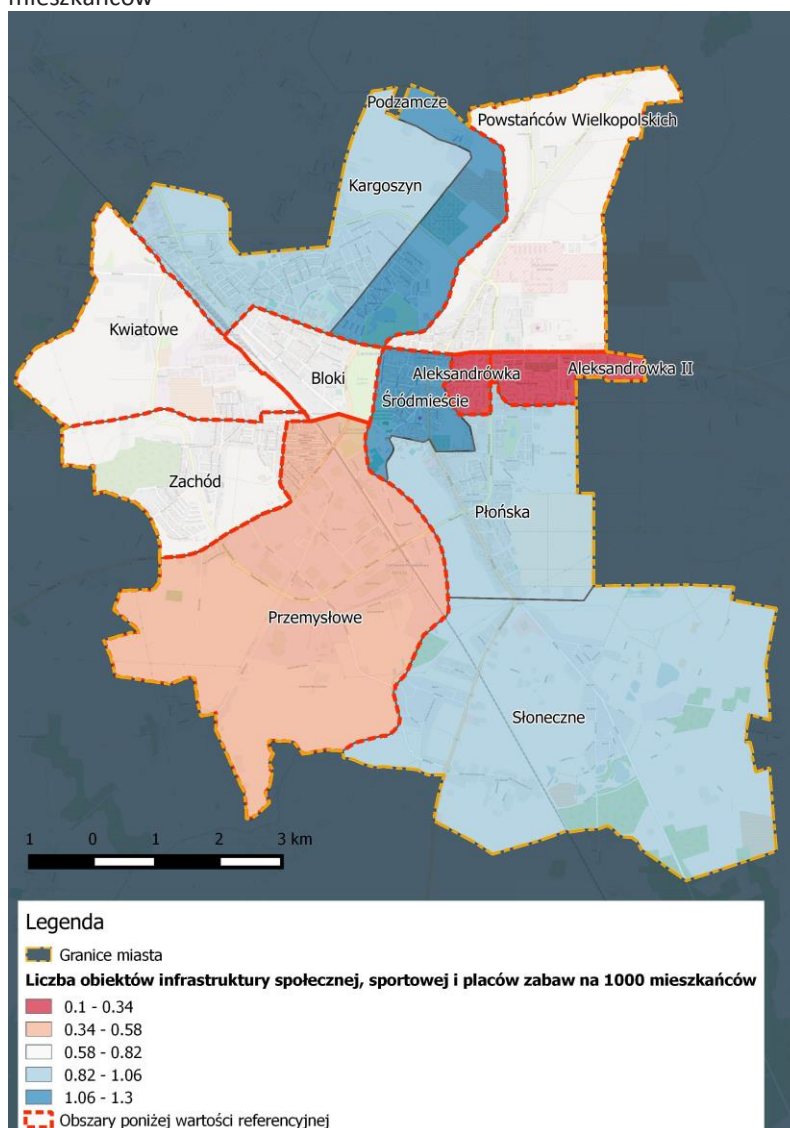 mieszkańców
Podzamcze
Powstańców Wielkopolskich
Kargoszyn
Kwiatowe
Bloki
Aleksandrówka
Aleksandrówka II
Śródmieście
Zachód
Płońska
Przemysłowe
Słoneczne
1 0 1 2 3 km
Legenda
Granice miasta
Liczba obiektów infrastruktury społecznej, sportowej i placów zabaw na 1000 mieszkańców
0.1 - 0.34
0.34 - 0.58
0.58 - 0.82
0.82 - 1.06
1.06 - 1.3
Obszary poniżej wartości referencyjnej